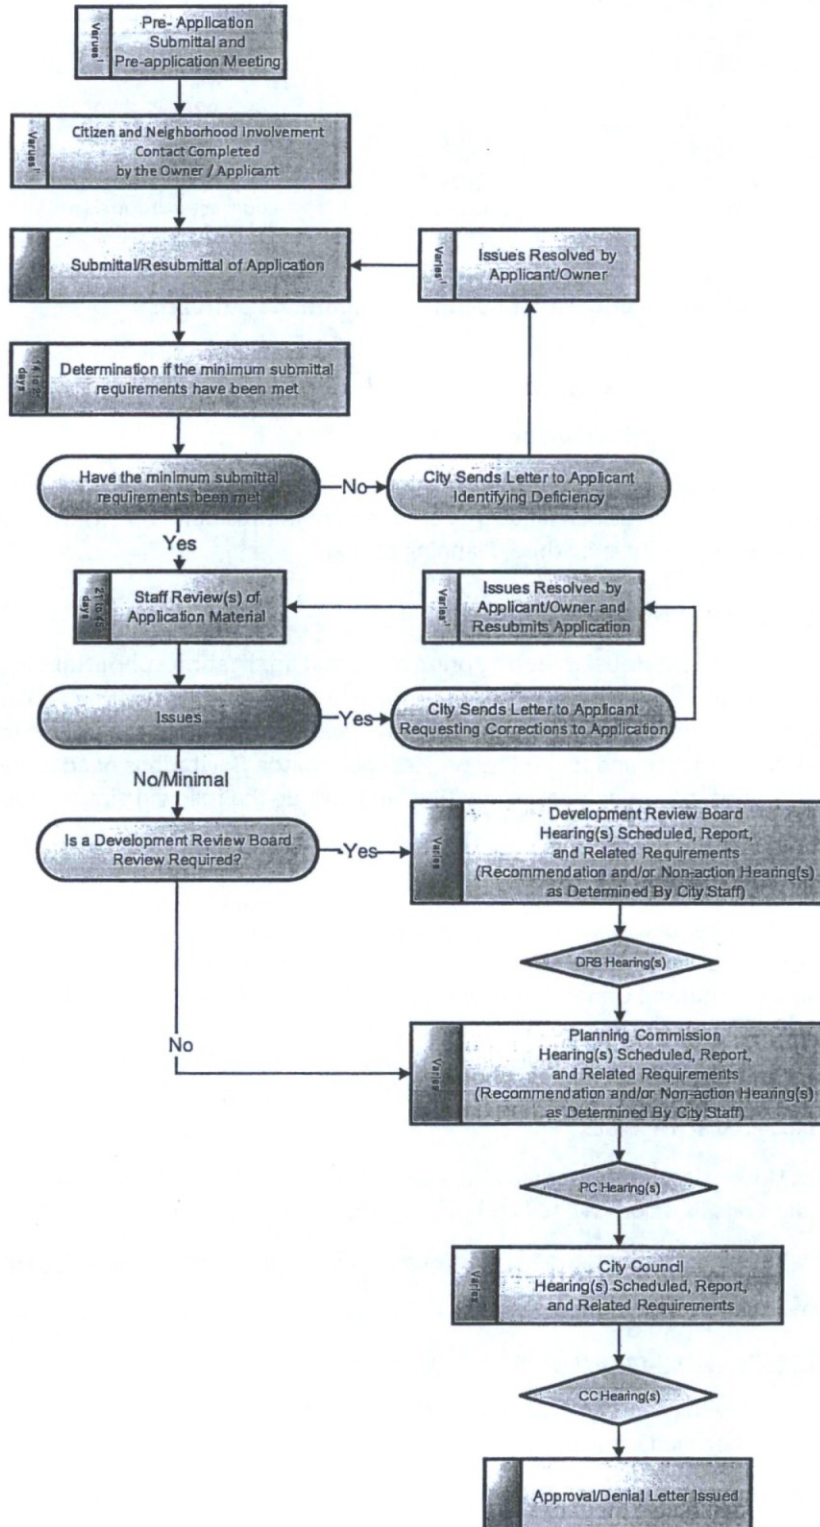 Pre- Application
Submittal and
Pre-application Meeting
Varues¹
Citizen and Neighborhood Involvement
Contact Completed
by the Owner / Applicant
Varues¹
Submittal/Resubmittal of Application
Issues Resolved by
Applicant/Owner
Varies¹
Determination if the minimum submittal
requirements have been met
days
Have the minimum submittal
requirements been met
No
City Sends Letter to Applicant
Identifying Deficiency
Yes
Staff Review(s) of
Application Material
21 to 45
days
Issues Resolved by
Applicant/Owner and
Resubmits Application
Varies¹
Issues
Yes
City Sends Letter to Applicant
Requesting Corrections to Application
No/Minimal
Is a Development Review Board
Review Required?
Yes
Development Review Board
Hearing(s) Scheduled, Report,
and Related Requirements
(Recommendation and/or Non-action Hearing(s)
as Determined By City Staff)
Varies
DRB Hearing(s)
No
Planning Commission
Hearing(s) Scheduled, Report,
and Related Requirements
(Recommendation and/or Non-action Hearing(s)
as Determined By City Staff)
Varies
PC Hearing(s)
City Council
Hearing(s) Scheduled, Report,
and Related Requirements
Varies
CC Hearing(s)
Approval/Denial Letter Issued